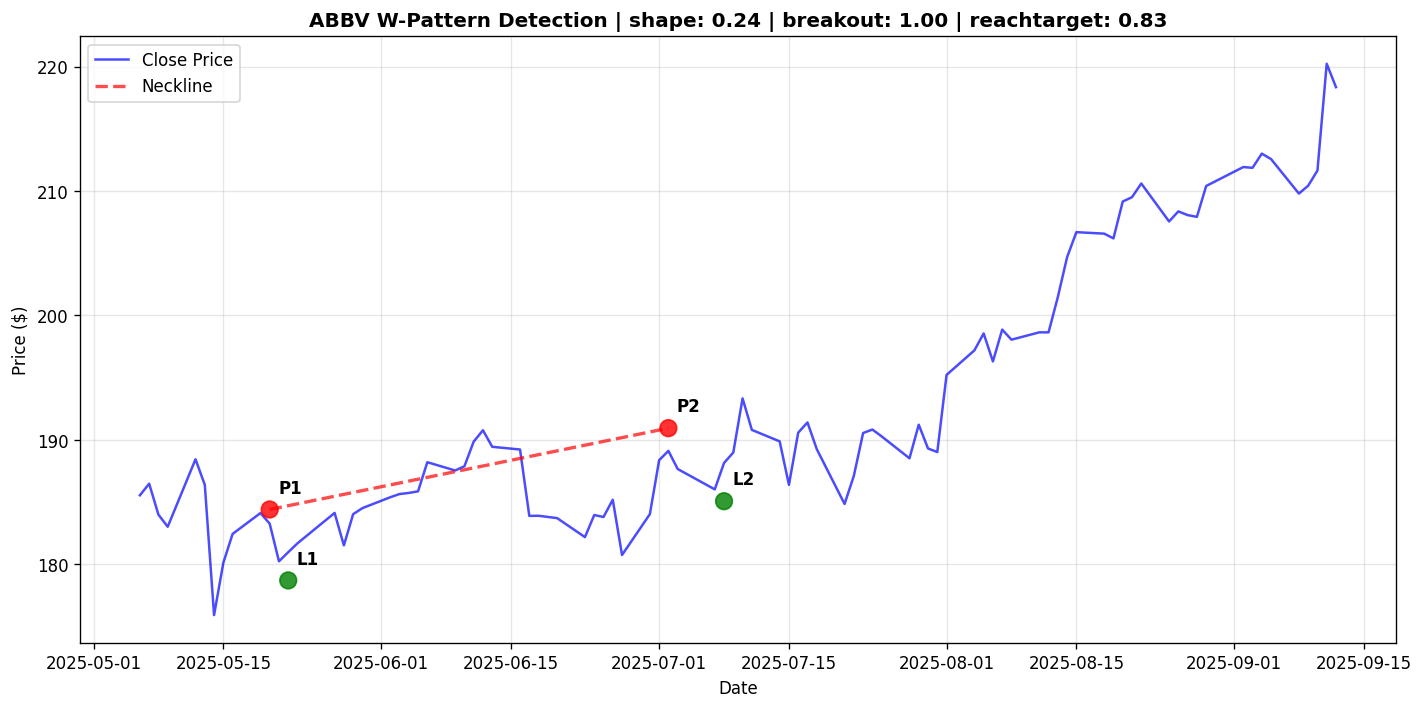 ABBV W-Pattern Detection | shape: 0.24 | breakout: 1.00 | reachtarget: 0.83
Close Price
Neckline
Price ($)
220
210
200
190
180
P1
L1
P2
L2
2025-05-01 2025-05-15 2025-06-01 2025-06-15 2025-07-01 2025-07-15 2025-08-01 2025-08-15 2025-09-01 2025-09-15
Date